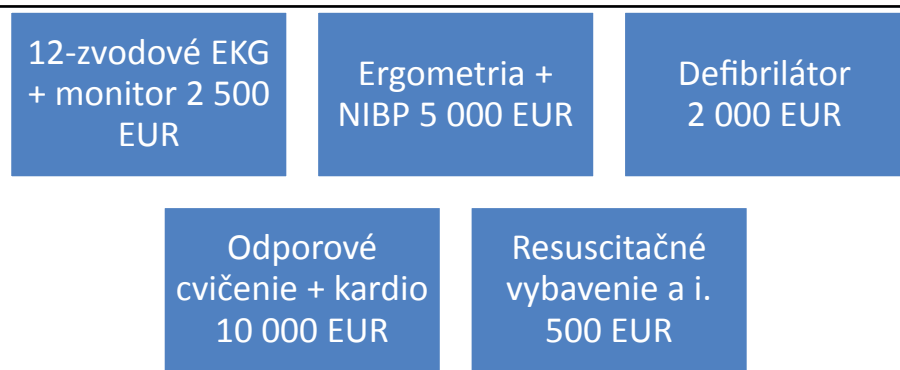 12-zvodové EKG
+ monitor 2 500
EUR
Ergometria +
NIBP 5 000 EUR
Defibrilátor
2 000 EUR
Odporové
cvičenie + kardio
10 000 EUR
Resuscitačné
vybavenie a i.
500 EUR